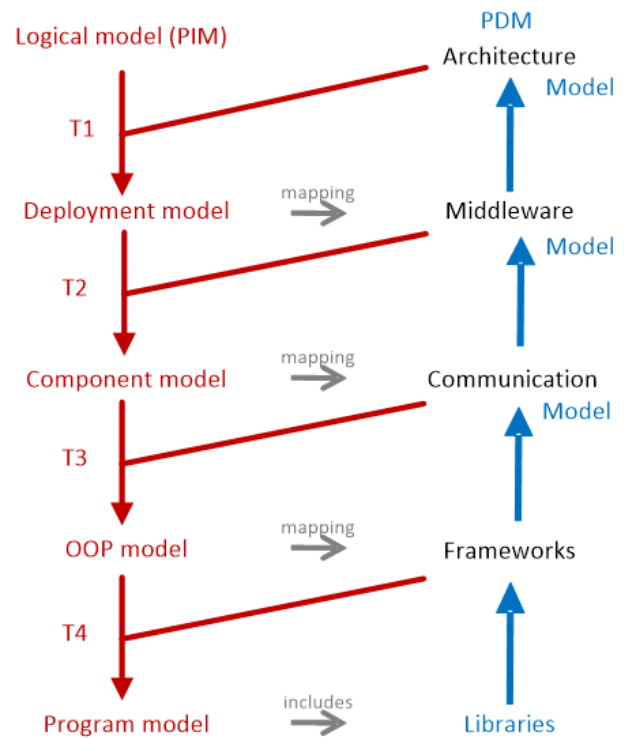 PDM
Logical model (PIM)
Architecture
Model
T1
mapping
Deployment model
Middleware
Model
T2
mapping
Component model
Communication
Model
T3
mapping
OOP model
Frameworks
T4
includes
Program model
Libraries